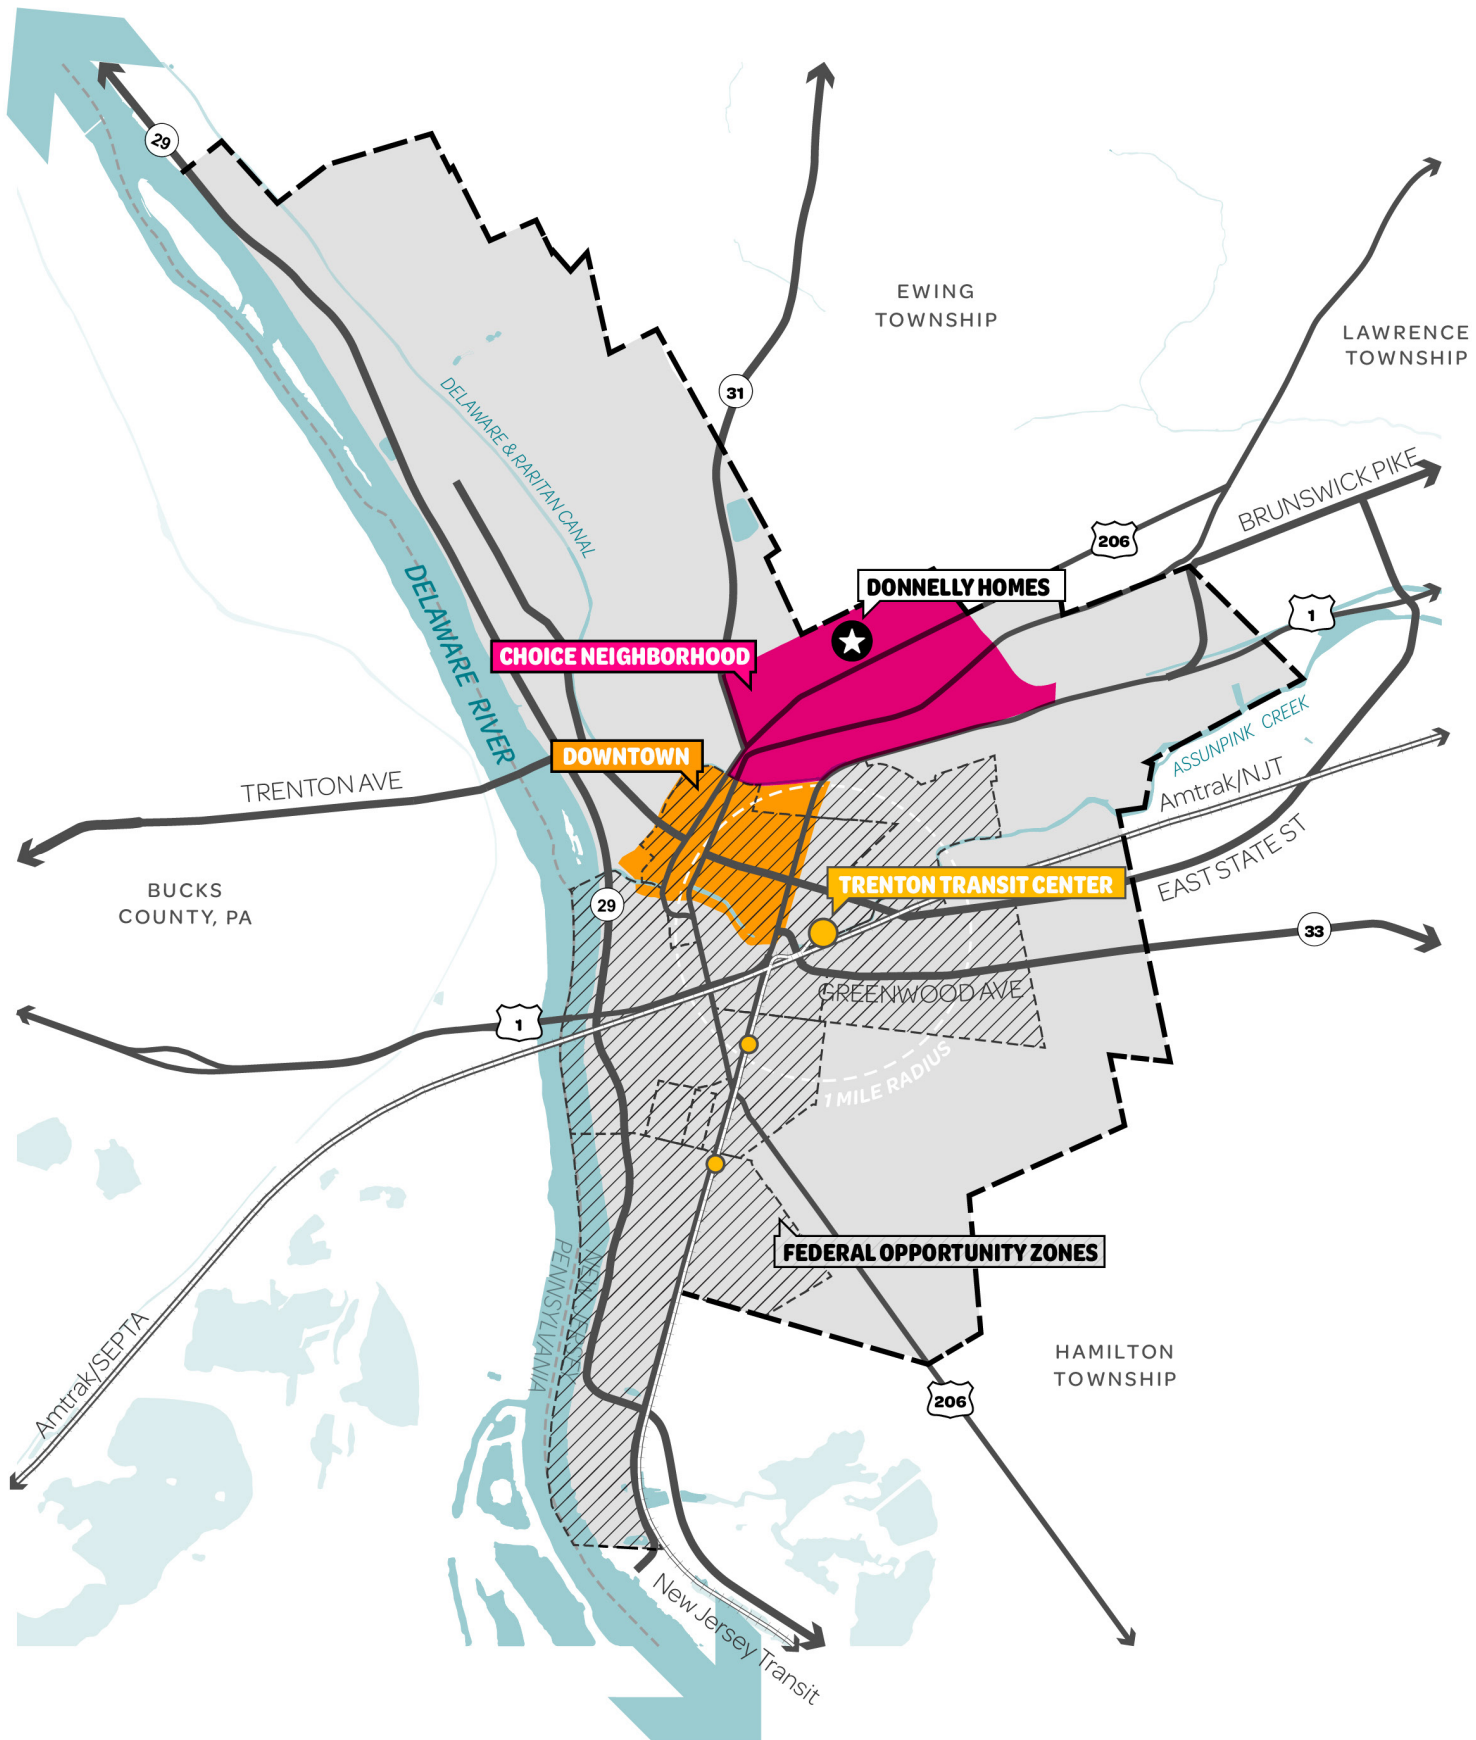 29
EWING
TOWNSHIP
LAWRENCE
TOWNSHIP
31
DELAWARE & RARITAN CANAL
BRUNSWICK PIKE
206
DONNELLY HOMES
1
DELAWARE RIVER
CHOICE NEIGHBORHOOD
ASSUNPINK CREEK
DOWNTOWN
TRENTON AVE
Amtrak/NJT
EAST STATE ST
TRENTON TRANSIT CENTER
BUCKS
COUNTY, PA
29
33
GREENWOOD AVE
1
1 MILE RADIUS
FEDERAL OPPORTUNITY ZONES
NEW JERSEY
PENNSYLVANIA
Amtrak/SEPTA
HAMILTON
TOWNSHIP
206
New Jersey Transit